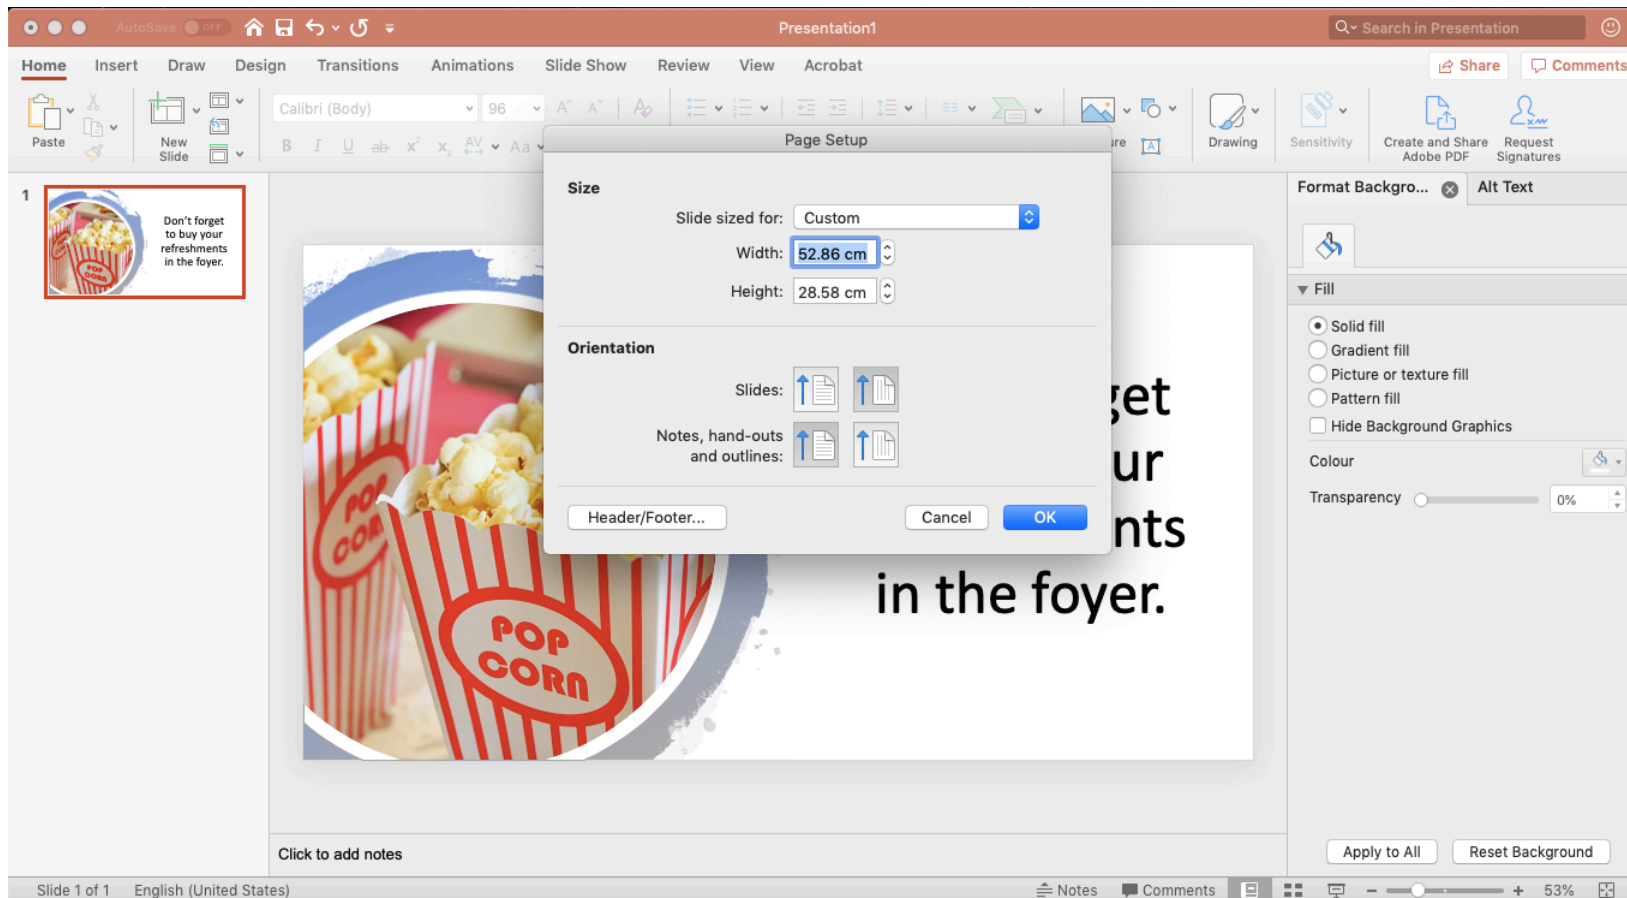 AutoSave OFF
Presentation1
Search in Presentation
Home Insert Draw Design Transitions Animations Slide Show Review View Acrobat
Share Comments
Calibri (Body) 96
Paste
New
Slide
Drawing
Sensitivity
Create and Share
Adobe PDF
Request
Signatures
1
Don't forget
to buy your
refreshments
in the foyer.
POP
CORN
Page Setup
Size
Slide sized for: Custom
Width: 52.86 cm
Height: 28.58 cm
Orientation
Slides:
Notes, hand-outs
and outlines:
Header/Footer...
Cancel
OK
get
ur
nts
in the foyer.
POP
CORN
POP
CORN
Format Backgro...
Alt Text
Fill
Solid fill
Gradient fill
Picture or texture fill
Pattern fill
Hide Background Graphics
Colour
Transparency 0%
Apply to All
Reset Background
Click to add notes
Slide 1 of 1 English (United States)
Notes Comments 53%